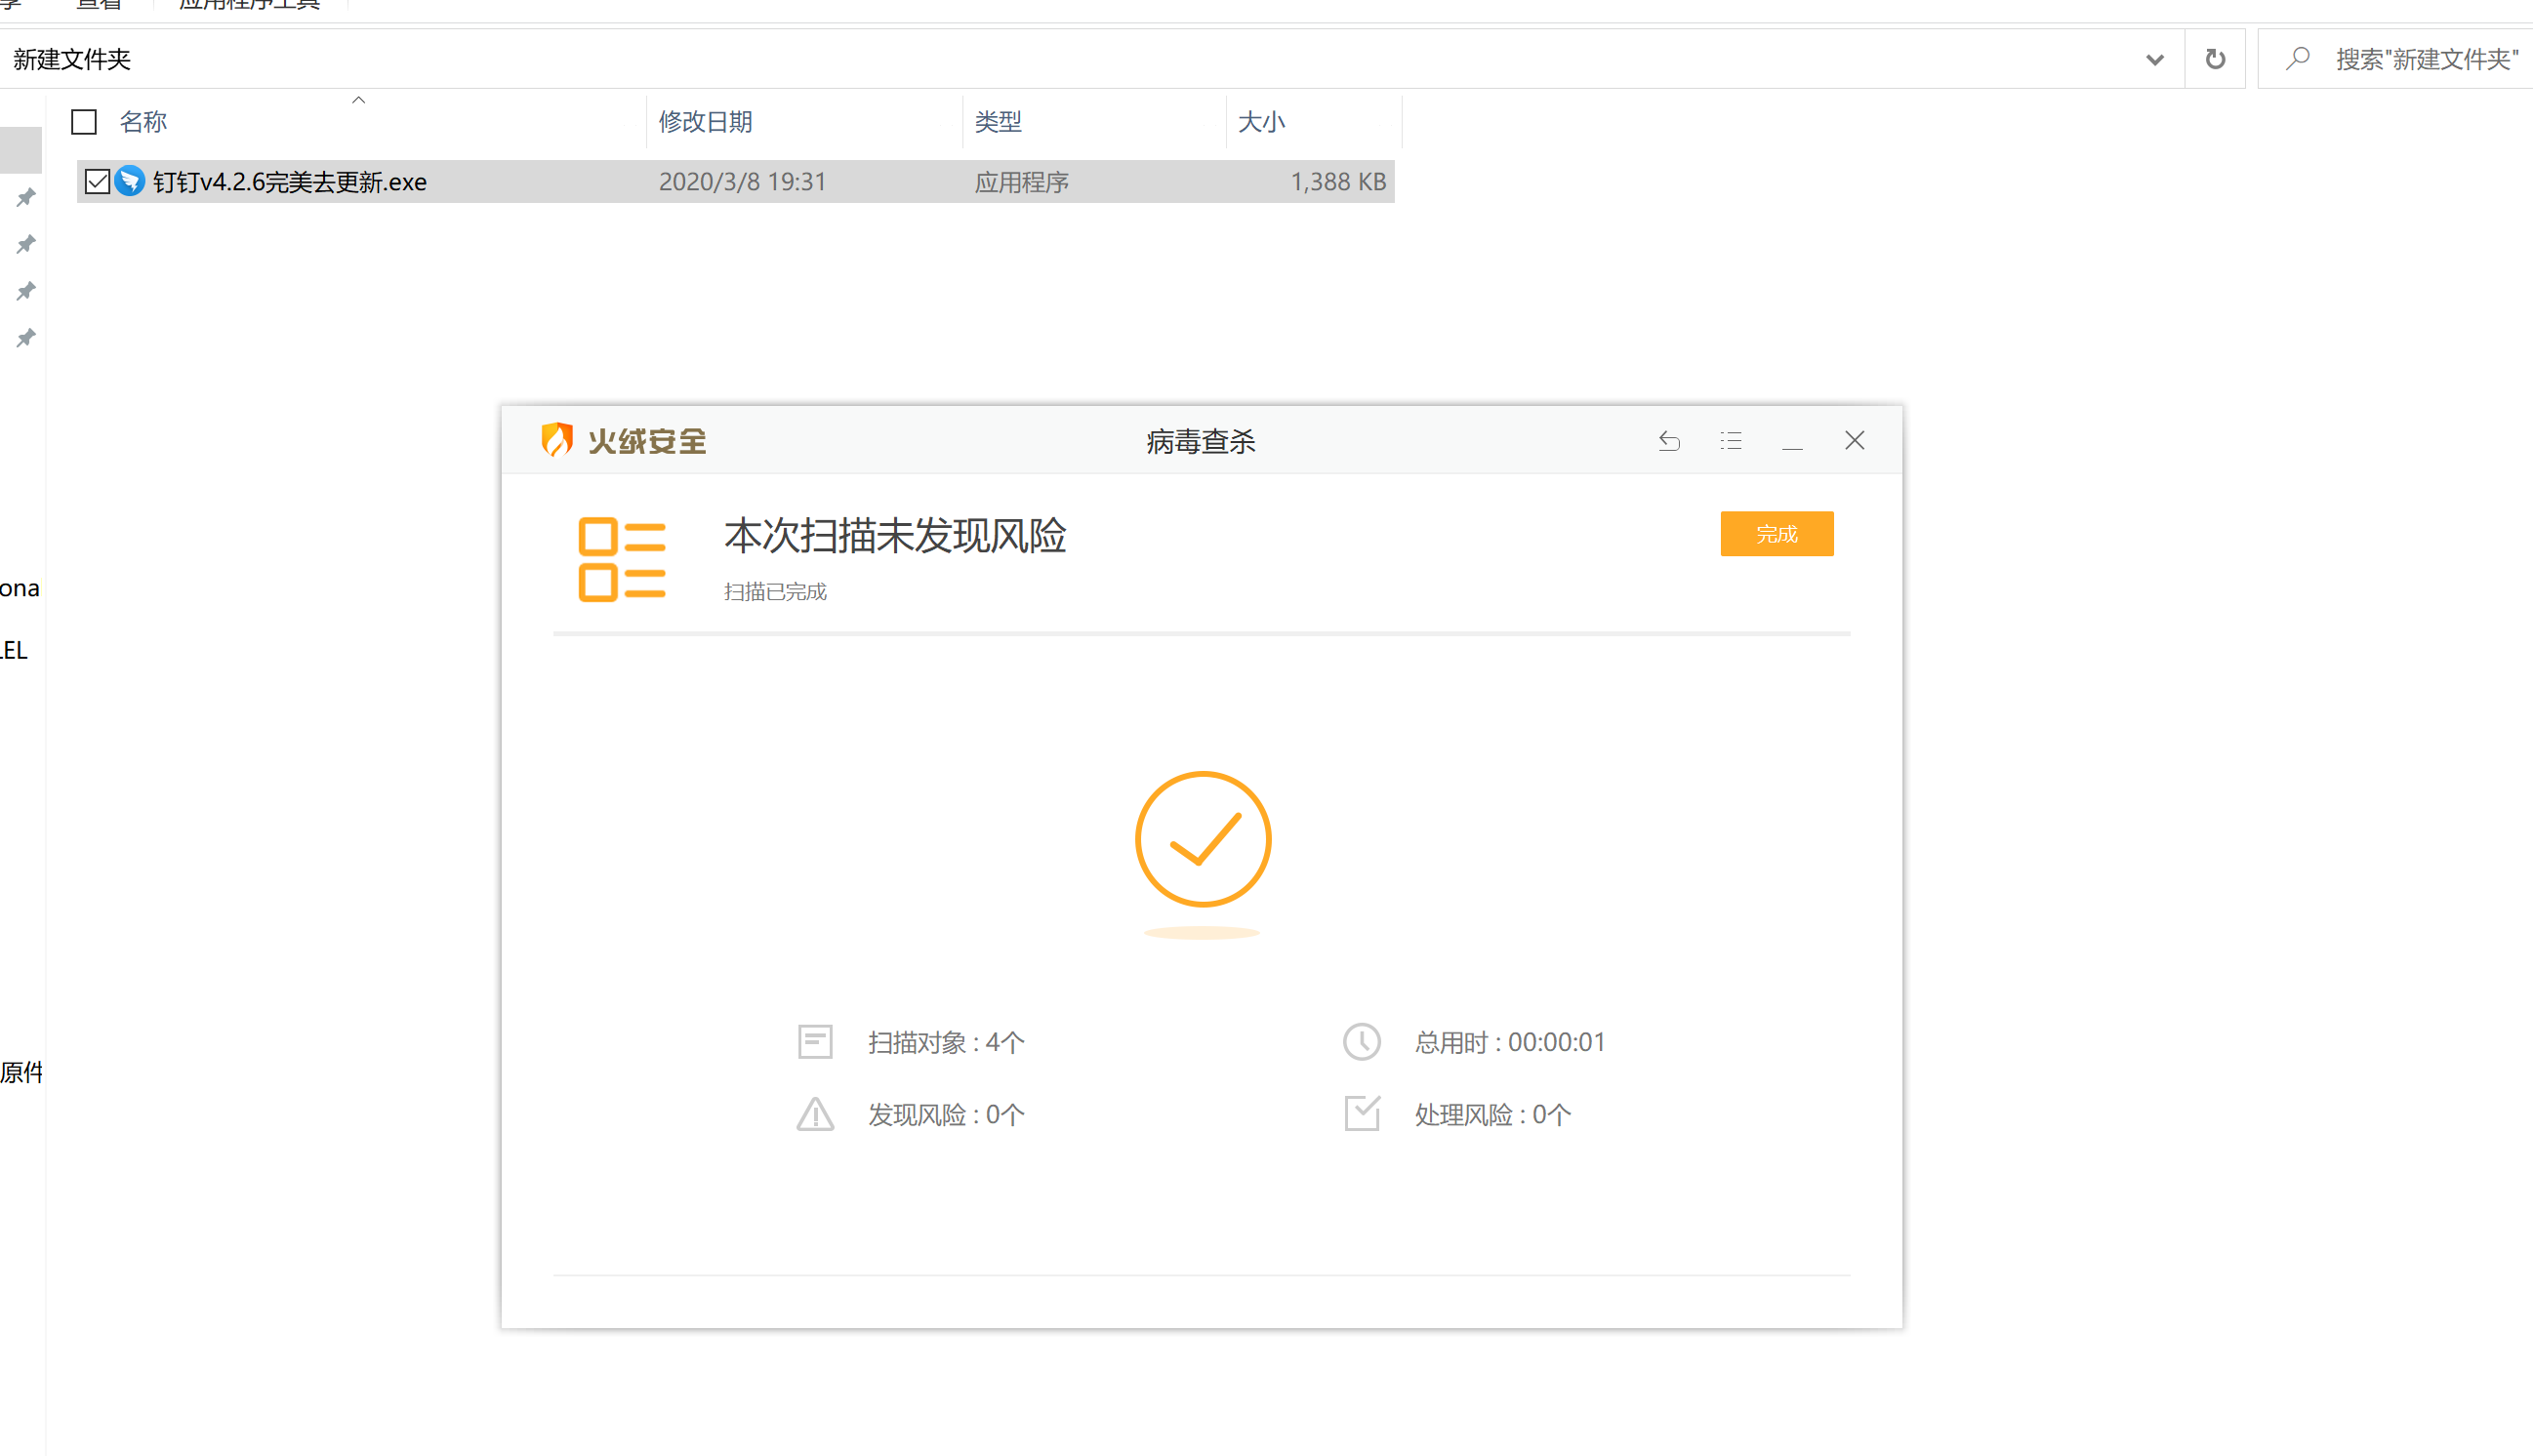 享 查看 应用程序工具
新建文件夹
搜索"新建文件夹"
名称 修改日期 类型 大小
钉钉v4.2.6完美去更新.exe 2020/3/8 19:31 应用程序 1,388 KB
火绒安全 病毒查杀
本次扫描未发现风险
完成
扫描已完成
ona
LEL
扫描对象 : 4个 总用时 : 00:00:01
原件
发现风险 : 0个 处理风险 : 0个